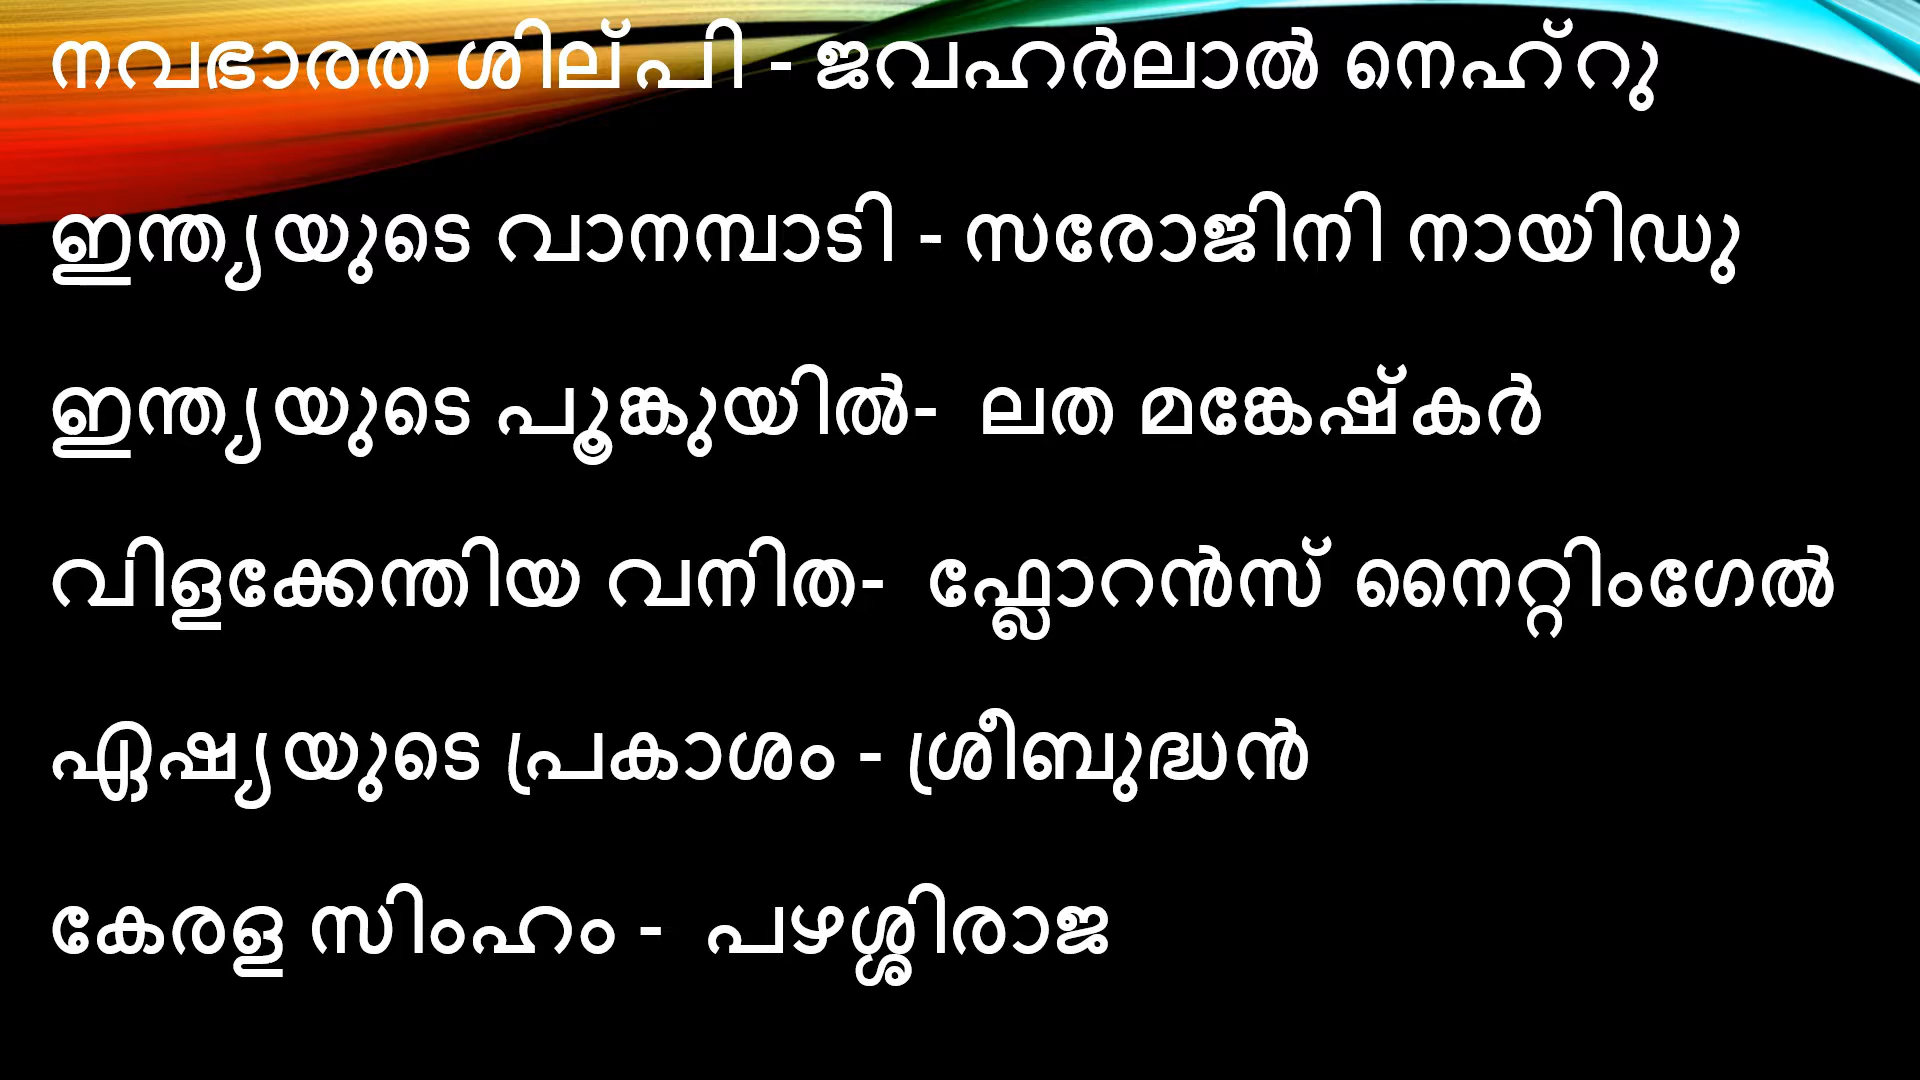 നവഭാരത ശില്പി - ജവഹർലാൽ നെഹ്റു
ഇന്ത്യയുടെ വാനമ്പാടി - സരോജിനി നായിഡു
ഇന്ത്യയുടെ പൂങ്കുയിൽ- ലത മങ്കേഷ്കർ
വിളക്കേന്തിയ വനിത- ഫ്ലോറൻസ് നൈറ്റിംഗേൽ
ഏഷ്യയുടെ പ്രകാശം - ശ്രീബുദ്ധൻ
കേരള സിംഹം - പഴശ്ശിരാജ